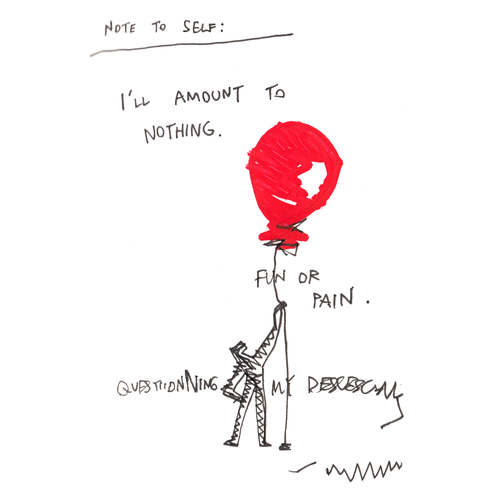 NOTE TO SELF:
I'LL AMOUNT TO
NOTHING.
FUN OR
PAIN.
QUESTIONNING MY